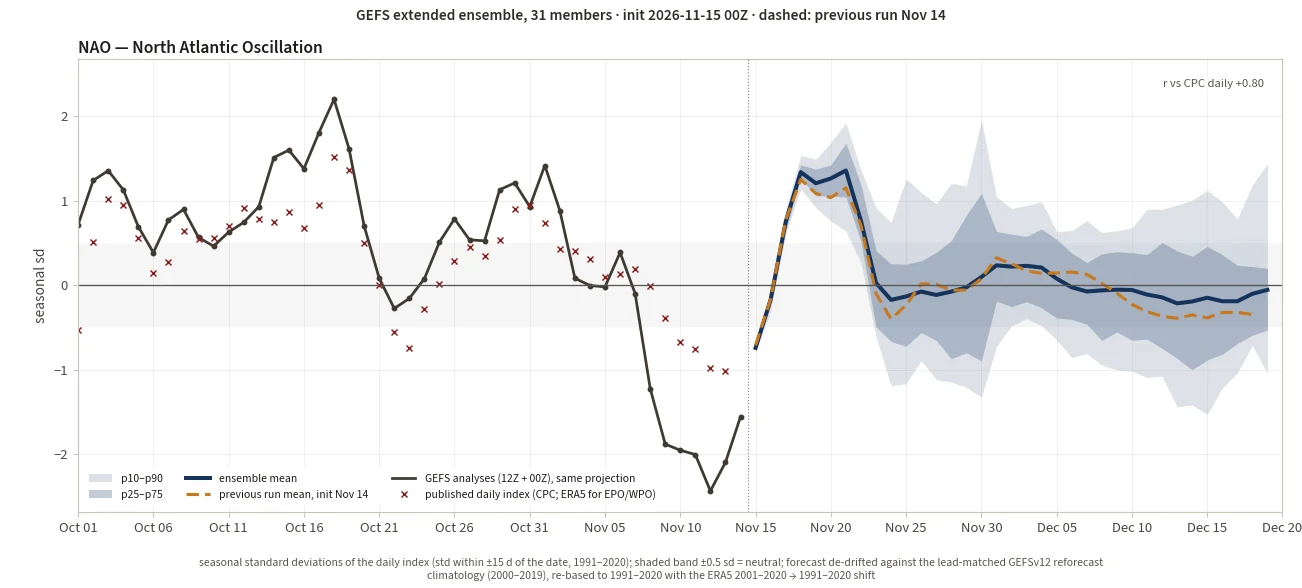 GEFS extended ensemble, 31 members · init 2026-11-15 00Z · dashed: previous run Nov 14
NAO — North Atlantic Oscillation
r vs CPC daily +0.80
seasonal sd
2
1
0
−1
−2
p10–p90
ensemble mean
GEFS analyses (12Z + 00Z), same projection
p25–p75
previous run mean, init Nov 14
published daily index (CPC; ERA5 for EPO/WPO)
Oct 01 Oct 06 Oct 11 Oct 16 Oct 21 Oct 26 Oct 31 Nov 05 Nov 10 Nov 15 Nov 20 Nov 25 Nov 30 Dec 05 Dec 10 Dec 15 Dec 20
seasonal standard deviations of the daily index (std within ±15 d of the date, 1991–2020); shaded band ±0.5 sd = neutral; forecast de-drifted against the lead-matched GEFSv12 reforecast
climatology (2000–2019), re-based to 1991–2020 with the ERA5 2001–2020 → 1991–2020 shift